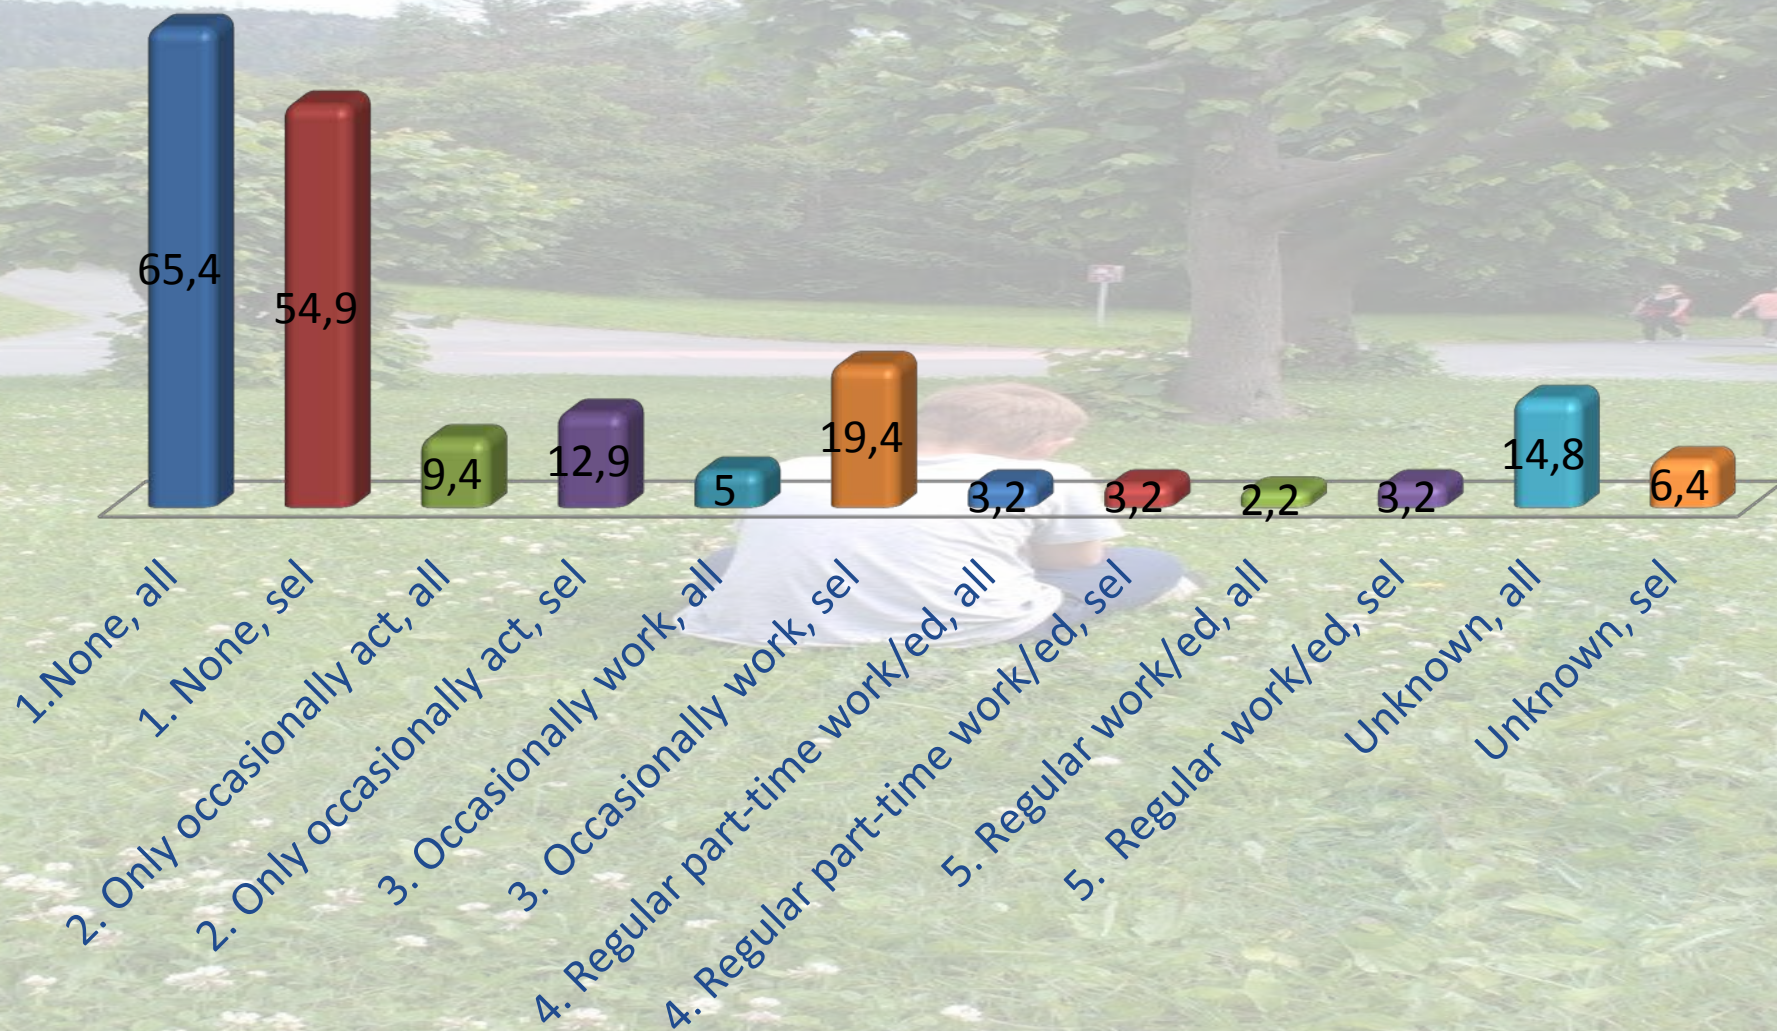 65,4
54,9
9,4
12,9
5
19,4
3,2
3,2
2,2
3,2
14,8
6,4
1.None, all
1. None, sel
2. Only occasionally act, all
2. Only occasionally act, sel
3. Occasionally work, all
3. Occasionally work, sel
4. Regular part-time work/ed, all
4. Regular part-time work/ed, sel
5. Regular work/ed, all
5. Regular work/ed, sel
Unknown, all
Unknown, sel